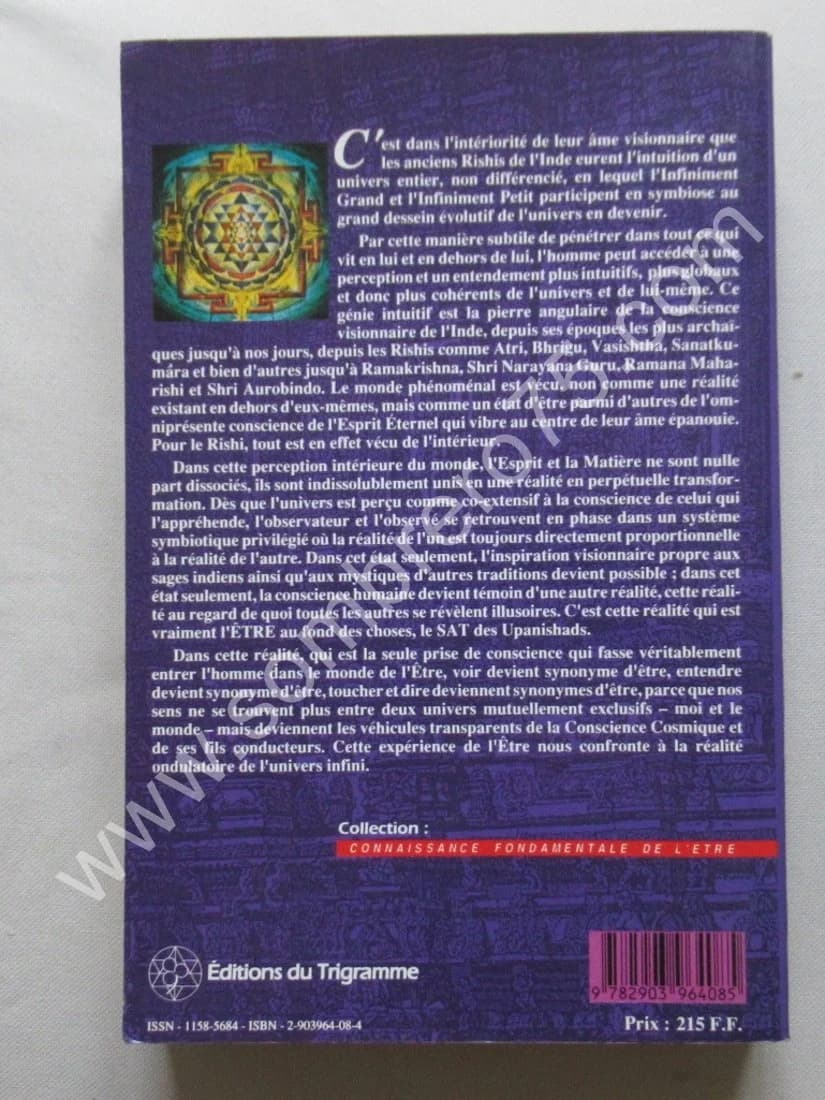 C'est dans l'intériorité de leur âme visionnaire que
les anciens Rishis de l'Inde eurent l'intuition d'un
univers entier, non différencié, en lequel l'Infiniment
Grand et l'Infiniment Petit participent en symbiose au
grand dessein évolutif de l'univers en devenir.
Par cette manière subtile de pénétrer dans tout ce qui
vit en lui et en dehors de lui, l'homme peut accéder à une
perception et un entendement plus intuitifs, plus globaux
et donc plus cohérents de l'univers et de lui-même. Ce
génie intuitif est la pierre angulaire de la conscience
visionnaire de l'Inde, depuis ses époques les plus archaï-
ques jusqu'à nos jours, depuis les Rishis comme Atri, Bhrigu, Vasishtha, Sanatku-
mâra et bien d'autres jusqu'à Ramakrishna, Shri Narayana Guru, Ramana Maha-
rishi et Shri Aurobindo. Le monde phénoménal est vécu, non comme une réalité
existant en dehors d'eux-mêmes, mais comme un état d'être parmi d'autres de l'om-
niprésente conscience de l'Esprit Éternel qui vibre au centre de leur âme épanouie.
Pour le Rishi, tout est en effet vécu de l'intérieur.
Dans cette perception intérieure du monde, l'Esprit et la Matière ne sont nulle
part dissociés, ils sont indissolublement unis en une réalité en perpétuelle transfor-
mation. Dès que l'univers est perçu comme co-extensif à la conscience de celui qui
l'appréhende, l'observateur et l'observé se retrouvent en phase dans un système
symbiotique privilégié où la réalité de l'un est toujours directement proportionnelle
à la réalité de l'autre. Dans cet état seulement, l'inspiration visionnaire propre aux
sages indiens ainsi qu'aux mystiques d'autres traditions devient possible ; dans cet
état seulement, la conscience humaine devient témoin d'une autre réalité, cette réali-
té au regard de quoi toutes les autres se révèlent illusoires. C'est cette réalité qui est
vraiment l'ÊTRE au fond des choses, le SAT des Upanishads.
Dans cette réalité, qui est la seule prise de conscience qui fasse véritablement
entrer l'homme dans le monde de l'Être, voir devient synonyme d'être, entendre
devient synonyme d'être, toucher et dire deviennent synonymes d'être, parce que nos
sens ne se trouvent plus entre deux univers mutuellement exclusifs – moi et le
monde – mais deviennent les véhicules transparents de la Conscience Cosmique et
de ses fils conducteurs. Cette expérience de l'Être nous confronte à la réalité
ondulatoire de l'univers infini.
Collection :
CONNAISSANCE FONDAMENTALE DE L'ETRE
Éditions du Trigramme
9 782903 964085
ISSN - 1158-5684 - ISBN - 2-903964-08-4
Prix : 215 F.F.
www.sombrero75.com